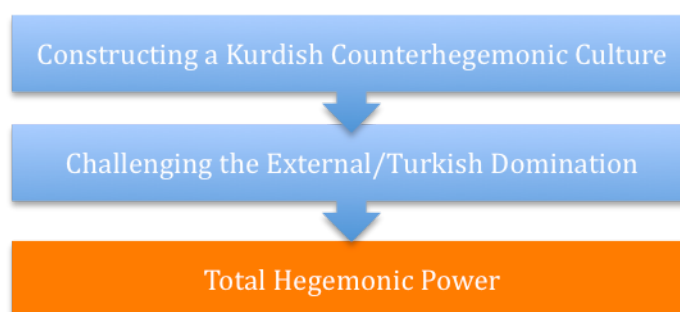 Constructing a Kurdish Counterhegemonic Culture
Challenging the External/Turkish Domination
Total Hegemonic Power